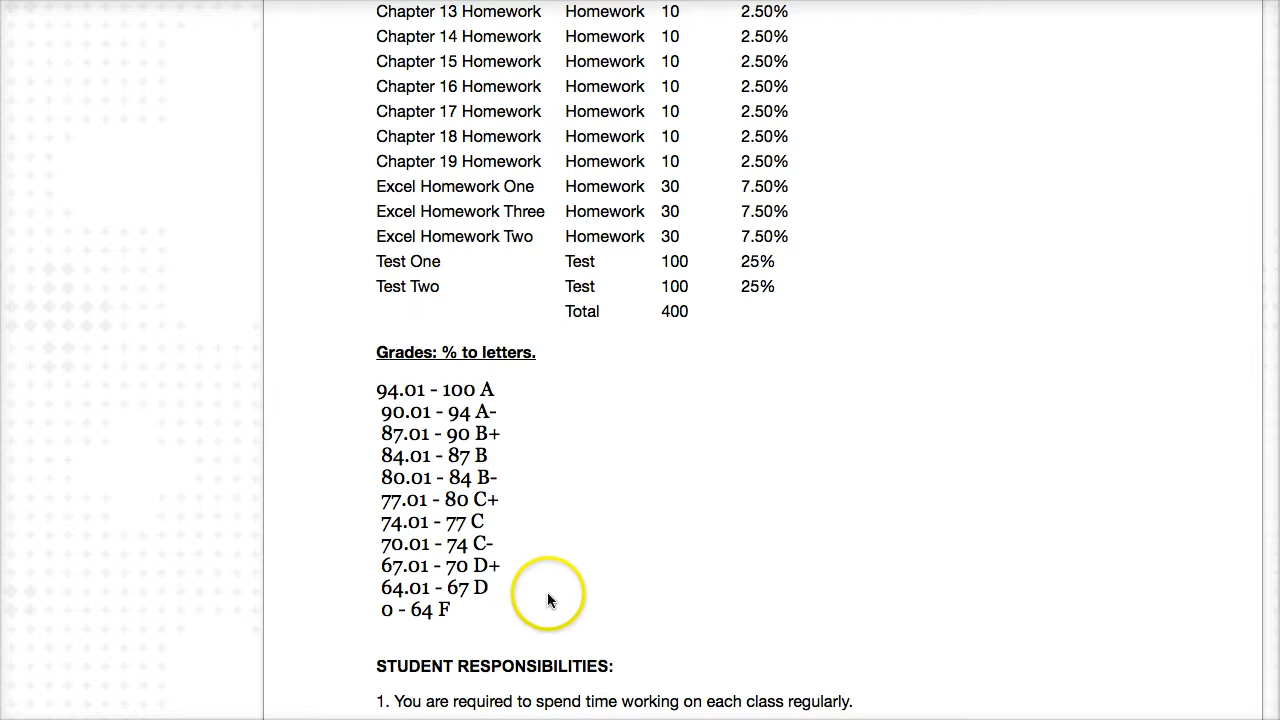 Chapter 13 Homework Homework 10 2.50%
Chapter 14 Homework Homework 10 2.50%
Chapter 15 Homework Homework 10 2.50%
Chapter 16 Homework Homework 10 2.50%
Chapter 17 Homework Homework 10 2.50%
Chapter 18 Homework Homework 10 2.50%
Chapter 19 Homework Homework 10 2.50%
Excel Homework One Homework 30 7.50%
Excel Homework Three Homework 30 7.50%
Excel Homework Two Homework 30 7.50%
Test One Test 100 25%
Test Two Test 100 25%
Total 400
Grades: % to letters.
94.01 - 100 A
90.01 - 94 A-
87.01 - 90 B+
84.01 - 87 B
80.01 - 84 B-
77.01 - 80 C+
74.01 - 77 C
70.01 - 74 C-
67.01 - 70 D+
64.01 - 67 D
0 - 64 F
STUDENT RESPONSIBILITIES:
1. You are required to spend time working on each class regularly.